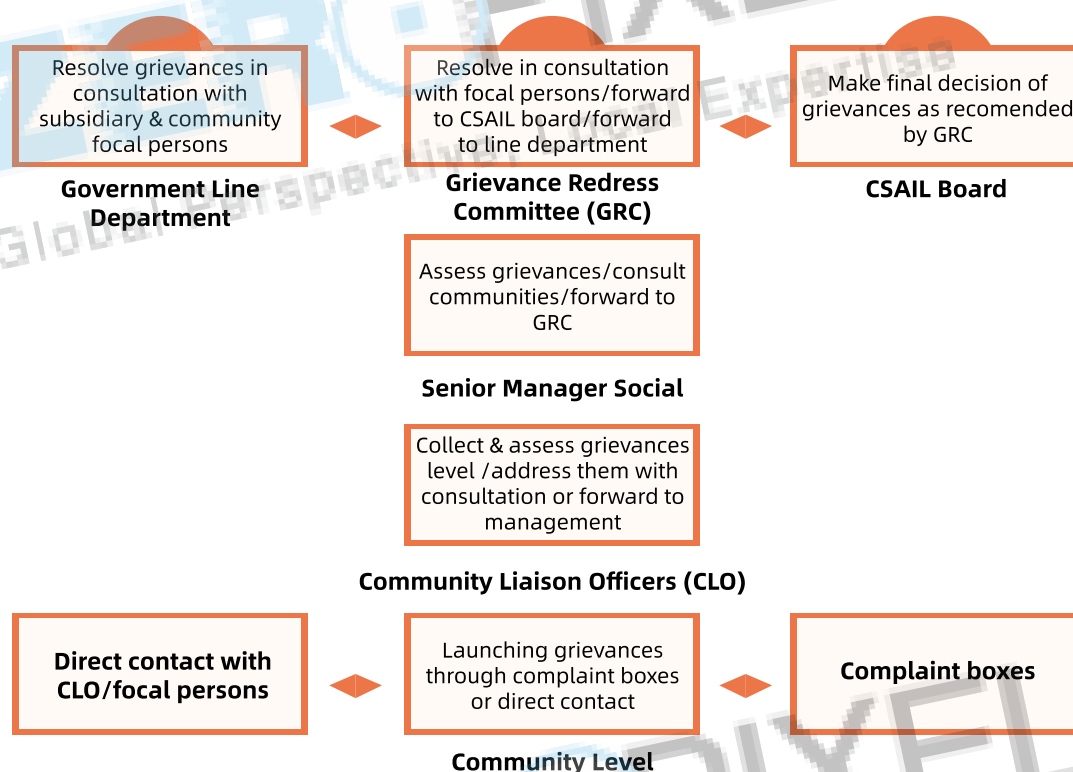 Resolve grievances in
consultation with
subsidiary & community
focal persons
Government Line
Department
Resolve in consultation
with focal persons/forward
to CSAIL board/forward
to line department
Grievance Redress
Committee (GRC)
Make final decision of
grievances as recomended
by GRC
CSAIL Board
Global Perspective, Local Expertise
Assess grievances/consult
communities/forward to
GRC
Senior Manager Social
Collect & assess grievances
level /address them with
consultation or forward to
management
Community Liaison Officers (CLO)
Direct contact with
CLO/focal persons
Launching grievances
through complaint boxes
or direct contact
Complaint boxes
Community Level